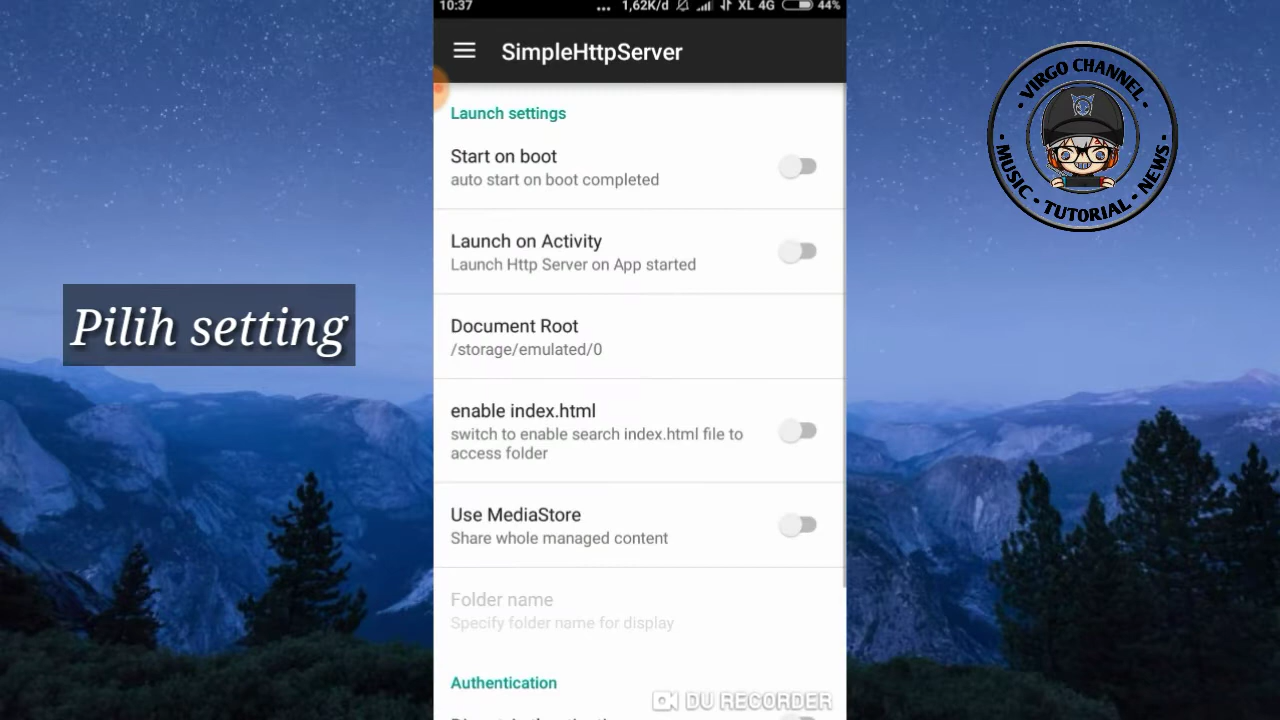 10:37 ... 1,62K/d XL 4G 44%
SimpleHttpServer
Launch settings
Start on boot
auto start on boot completed
Launch on Activity
Launch Http Server on App started
Document Root
/storage/emulated/0
enable index.html
switch to enable search index.html file to
access folder
Use MediaStore
Share whole managed content
Folder name
Specify folder name for display
Authentication
DU RECORDER
Pilih setting
• VIRGO CHANNEL •
MUSIC • TUTORIAL • NEWS